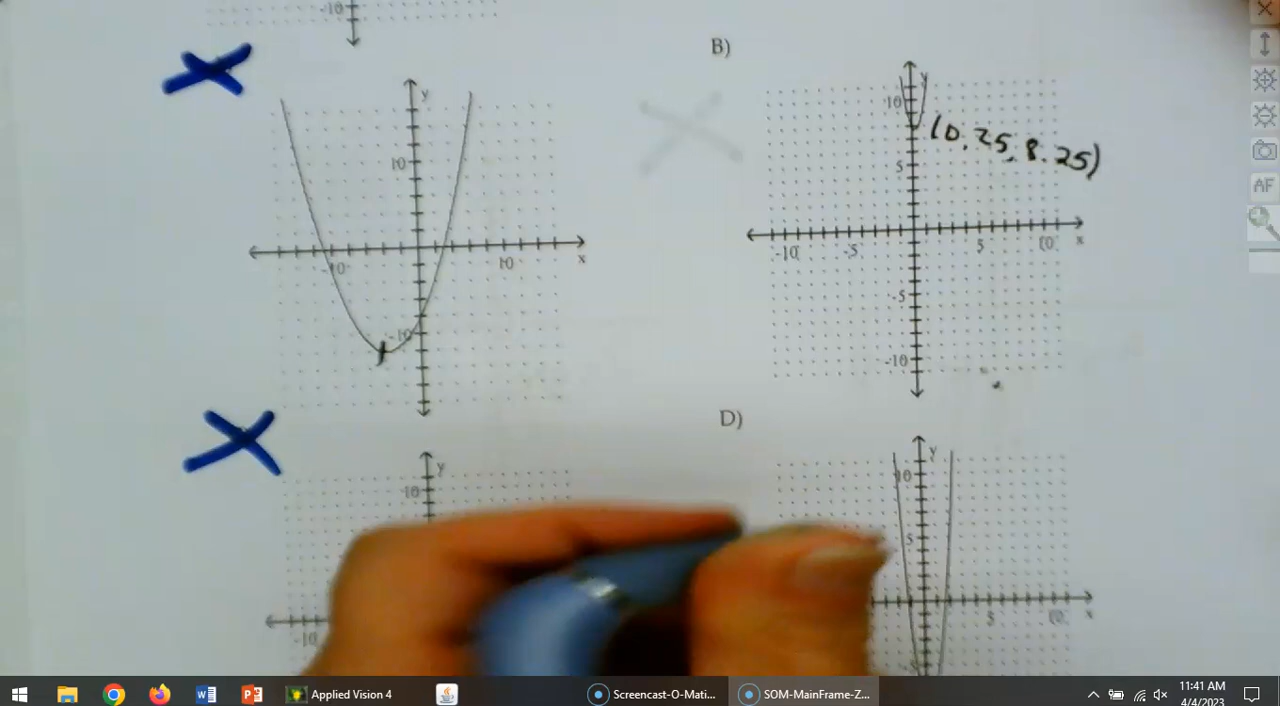 -10
B)
y
10
10
-10
x
-10
y
10
(0.25, 8.25)
5
-10
-5
5
10
x
-5
-10
D)
y
10
-10
y
10
5
5
10
x
-5
AF
Applied Vision 4
Screencast-O-Mati...
SOM-MainFrame-Z...
11:41 AM
4/4/2023